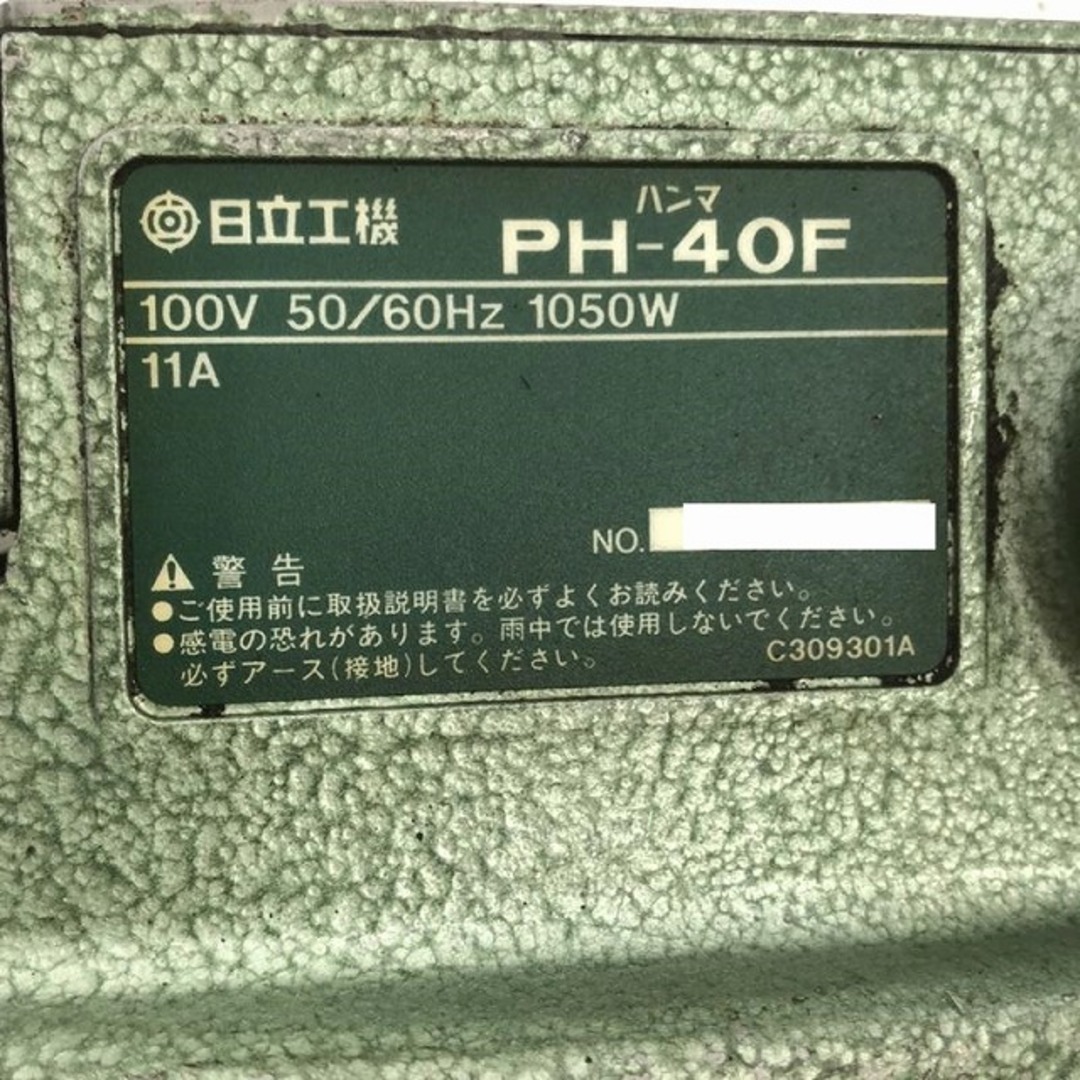 日立工機
ハンマ
PH-40F
100V 50/60Hz 1050W
11A
NO.
警告
●ご使用前に取扱説明書を必ずよくお読みください。
●感電の恐れがあります。雨中では使用しないでください。
必ずアース(接地)してください。
C309301A